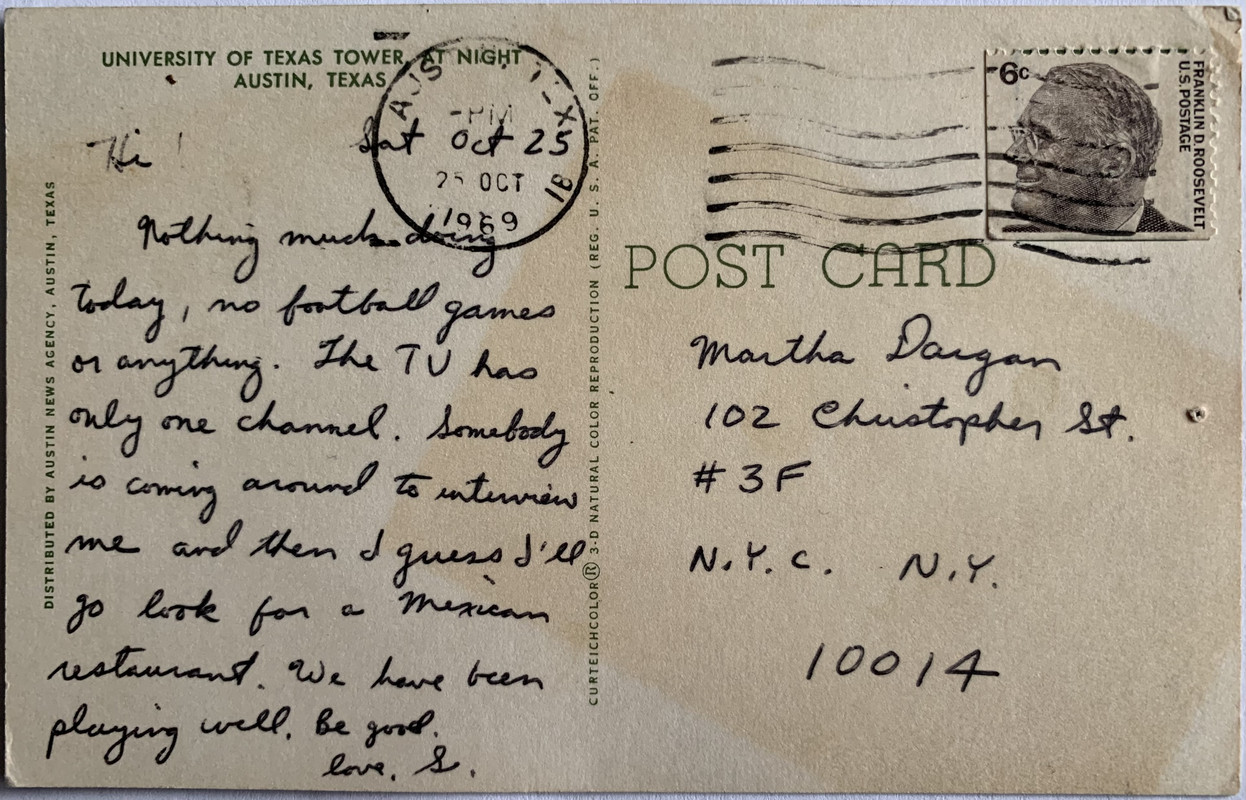 UNIVERSITY OF TEXAS TOWER, AT NIGHT
AUSTIN, TEXAS
Hi!
Sat Oct 25
Nothing much doing
today, no football games
or anything. The TV has
only one channel. Somebody
is coming around to interview
me and then I guess I'll
go look for a Mexican
restaurant. We have been
playing well. Be good.
love, S.
DISTRIBUTED BY AUSTIN NEWS AGENCY, AUSTIN, TEXAS
CURTEICHCOLOR® 3-D NATURAL COLOR REPRODUCTION (REG. U. S. A. PAT. OFF.)
PM
25 OCT
1969
6c
FRANKLIN D. ROOSEVELT
U.S. POSTAGE
POST CARD
Martha Dargan
102 Christopher St.
# 3F
N.Y.C. N.Y.
10014